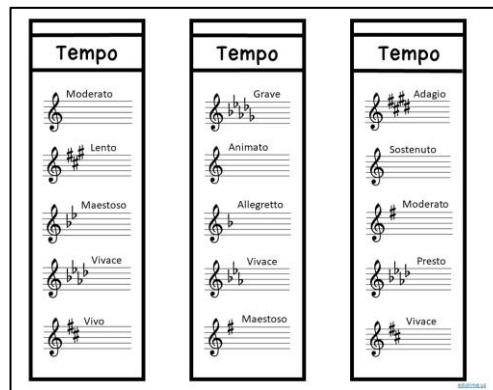 Tempo
Moderato
Lento
Maestoso
Vivace
Vivo
Tempo
Grave
Animato
Allegretto
Vivace
Maestoso
Tempo
Adagio
Sostenuto
Moderato
Presto
Vivace